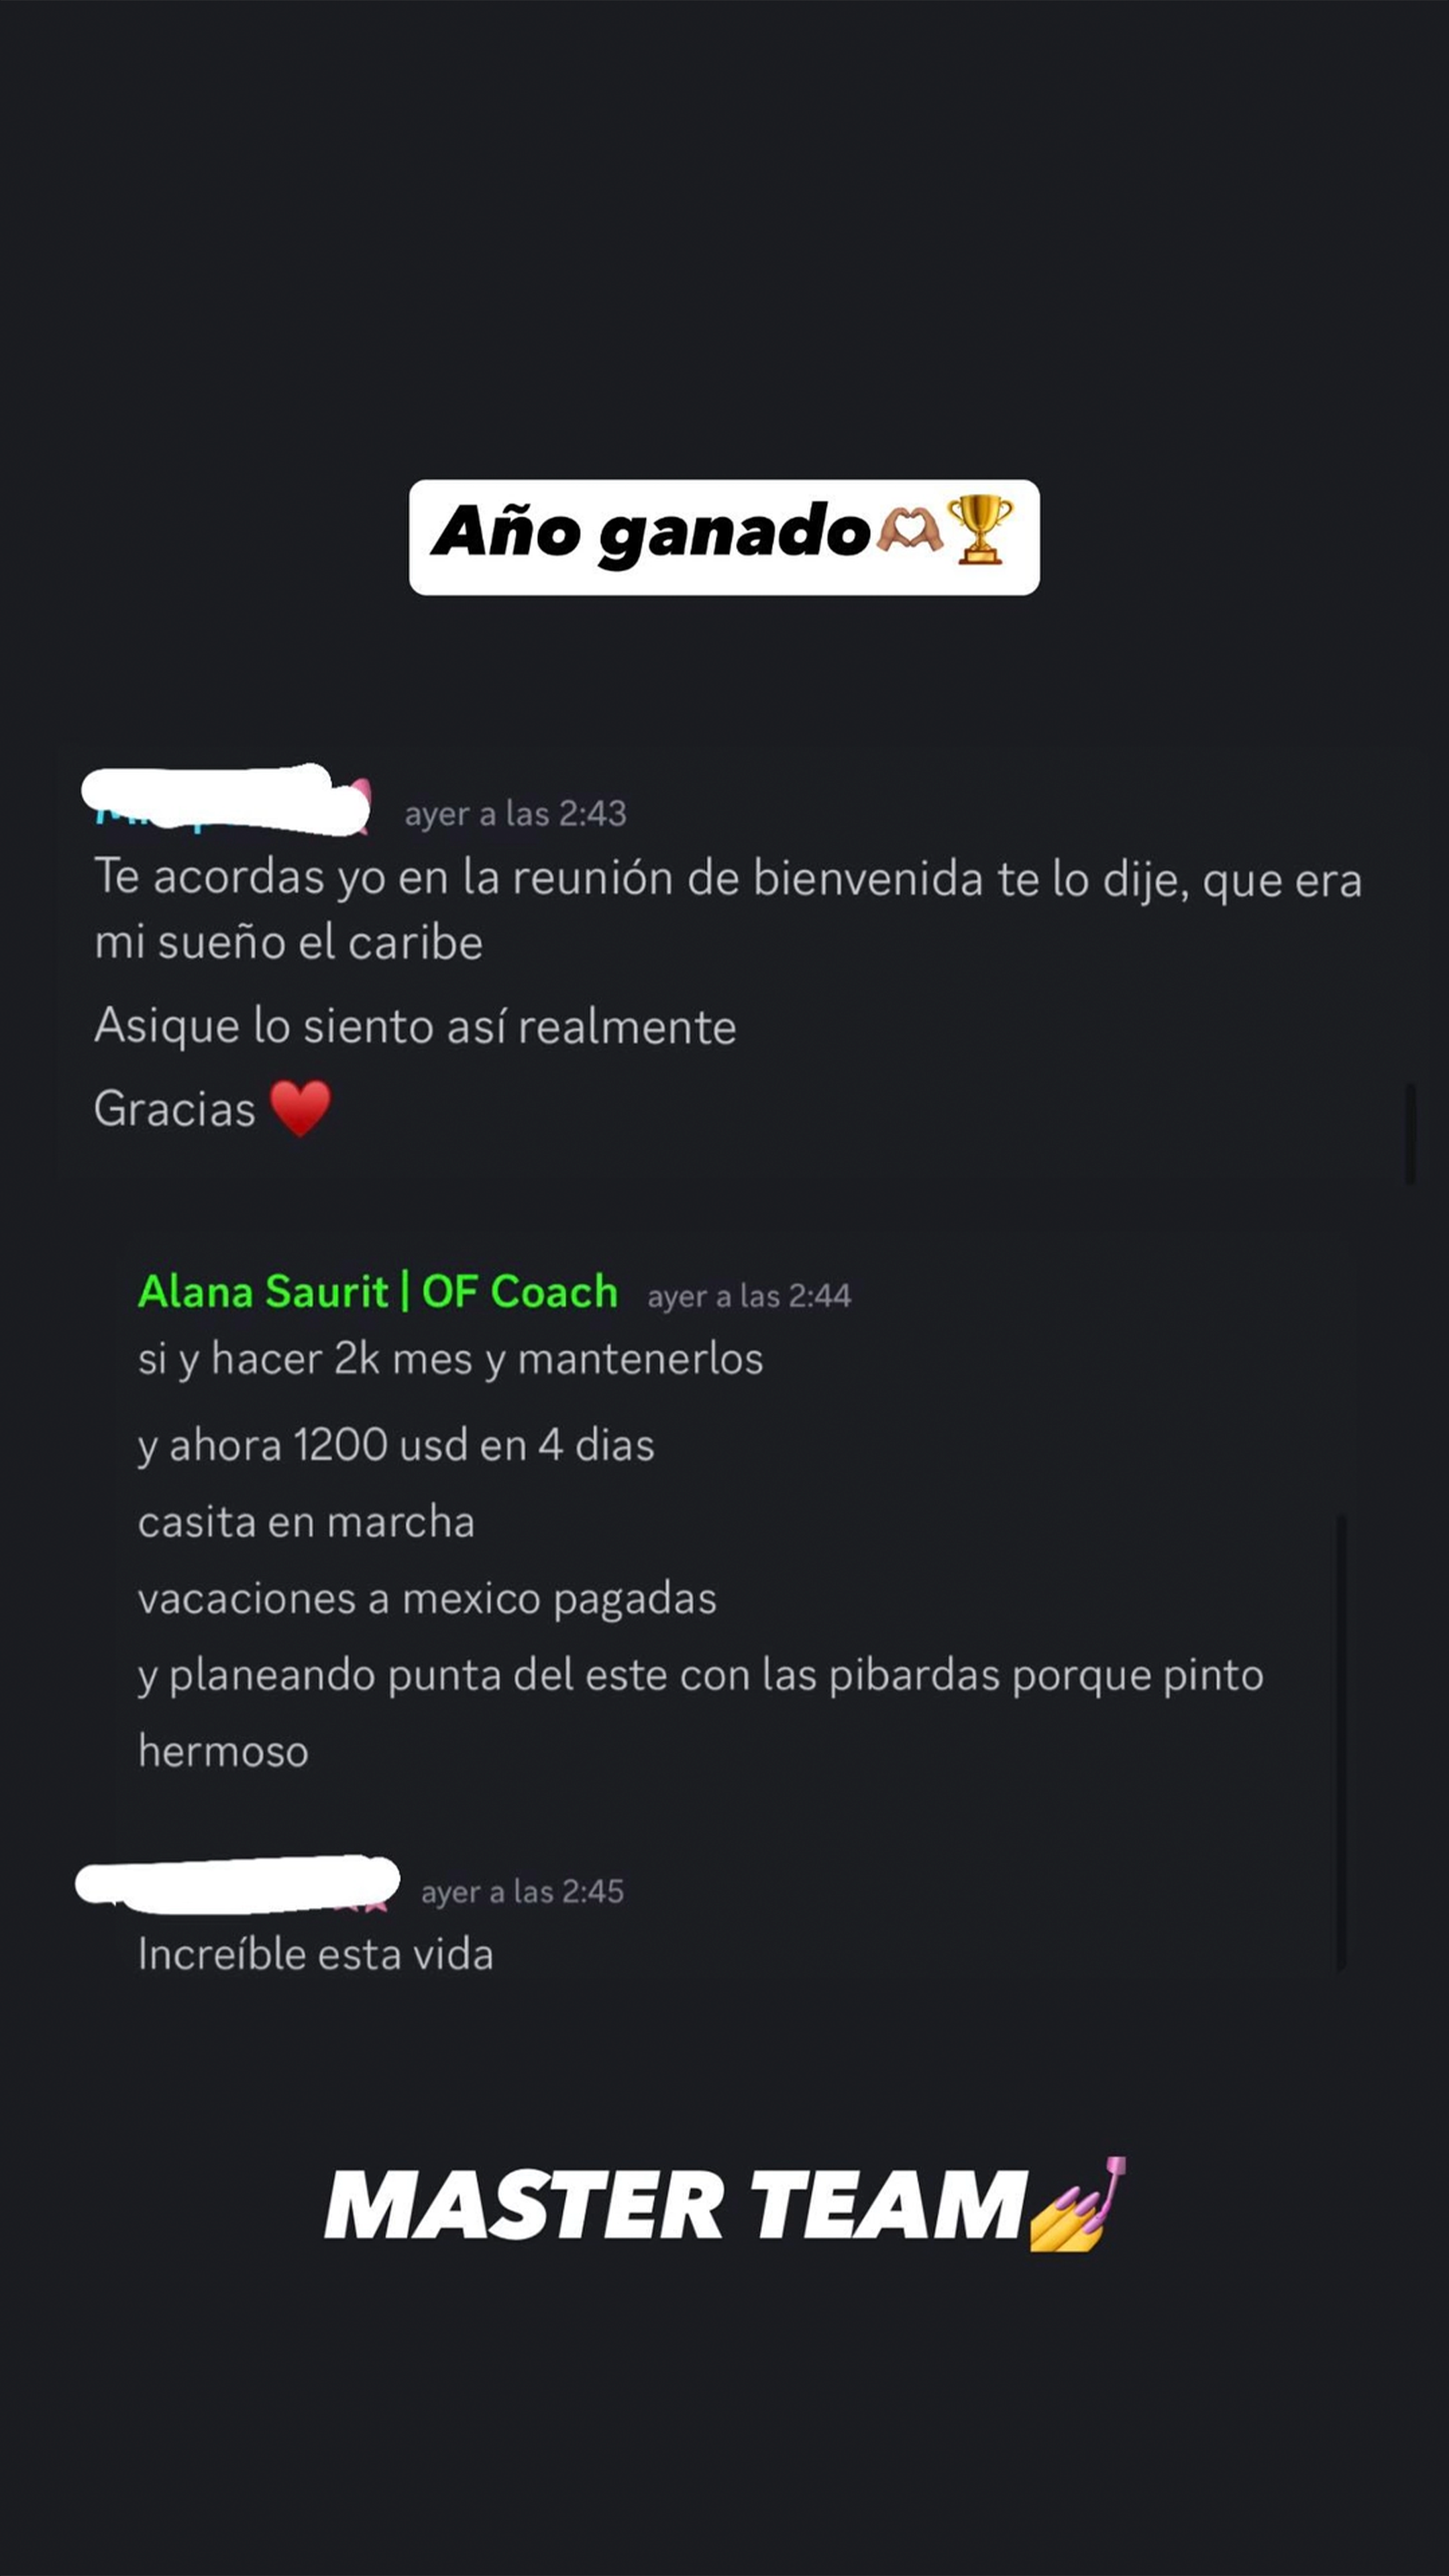 Año ganado🫶🏽🏆
ayer a las 2:43
Te acordas yo en la reunión de bienvenida te lo dije, que era
mi sueño el caribe
Asique lo siento así realmente
Gracias ♥️
Alana Saurit | OF Coach ayer a las 2:44
si y hacer 2k mes y mantenerlos
y ahora 1200 usd en 4 dias
casita en marcha
vacaciones a mexico pagadas
y planeando punta del este con las pibardas porque pinto
hermoso
ayer a las 2:45
Increíble esta vida
MASTER TEAM💅